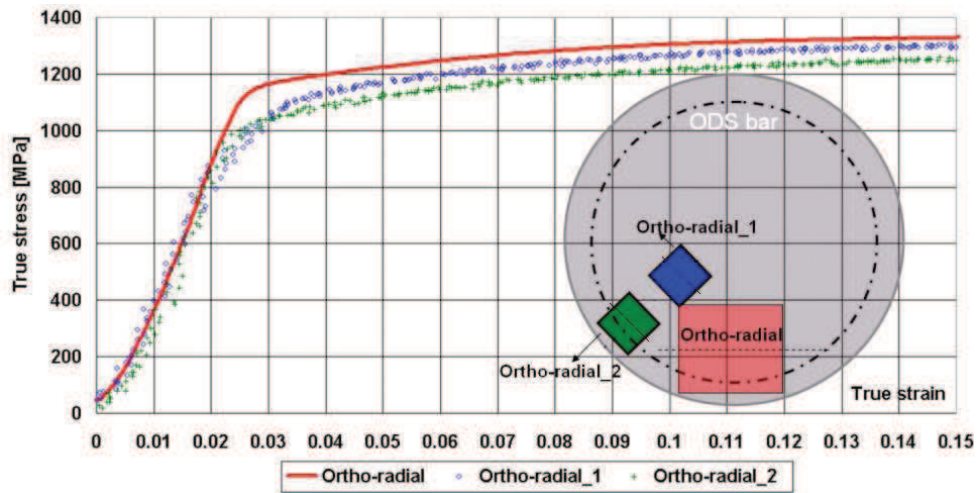 1400
1200
1000
800
600
400
200
0
True stress [MPa]
ODS bar
Ortho-radial_1
Ortho-radial
Ortho-radial_2
True strain
0 0.01 0.02 0.03 0.04 0.05 0.06 0.07 0.08 0.09 0.1 0.11 0.12 0.13 0.14 0.15
Ortho-radial Ortho-radial_1 Ortho-radial_2